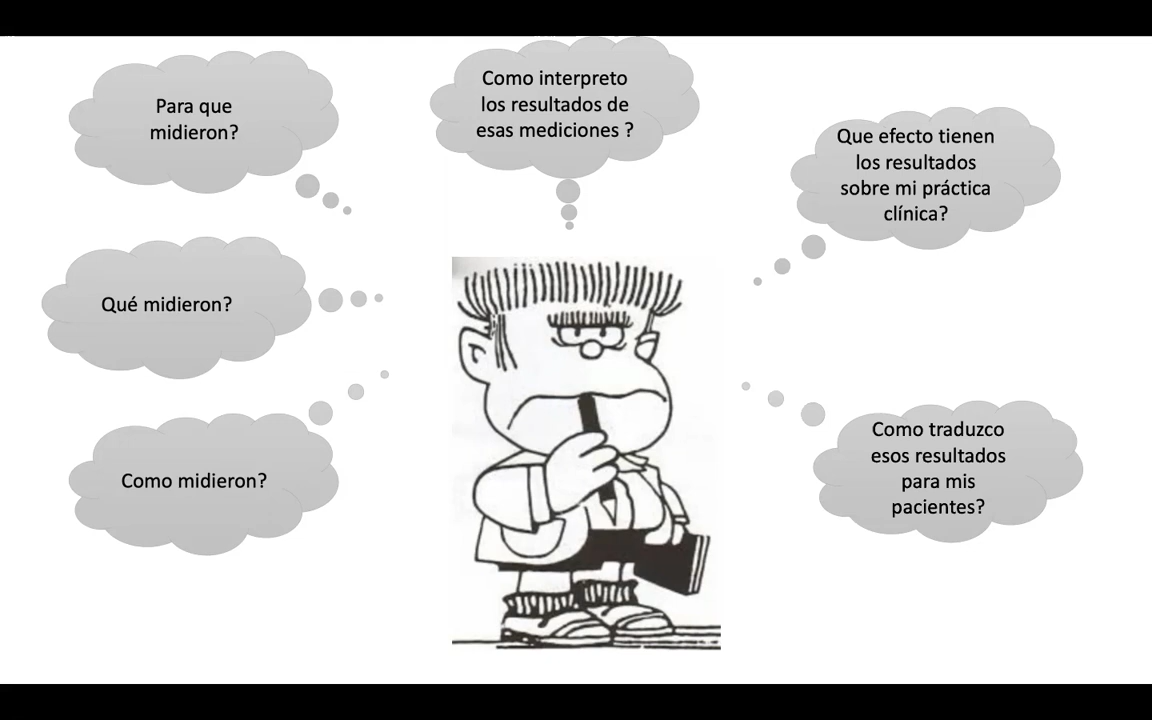 Para que
midieron?
Como interpreto
los resultados de
esas mediciones ?
Que efecto tienen
los resultados
sobre mi práctica
clínica?
Qué midieron?
Como midieron?
Como traduzco
esos resultados
para mis
pacientes?